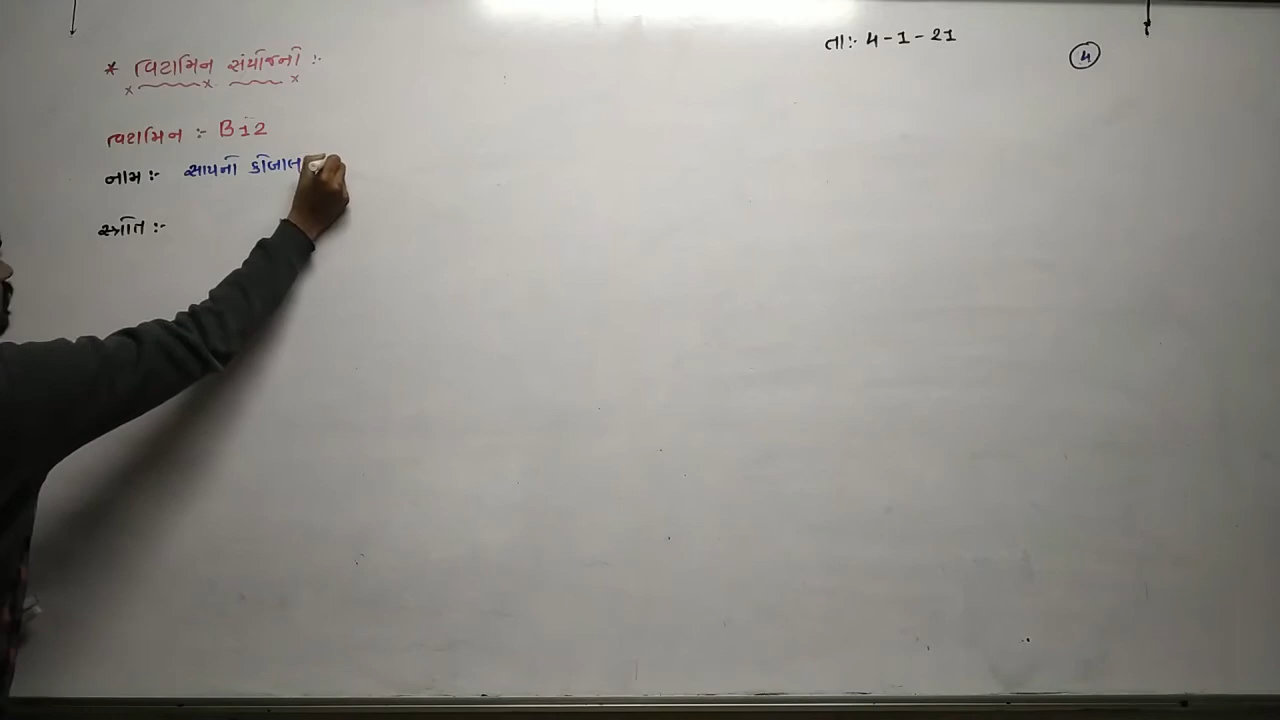 તાઃ- 4-1-21
4
* વિટામિન સંયોજનો :-
વિટામિન :- B12
નામ :- સાયનો કોબાલ
સ્ત્રોત :-